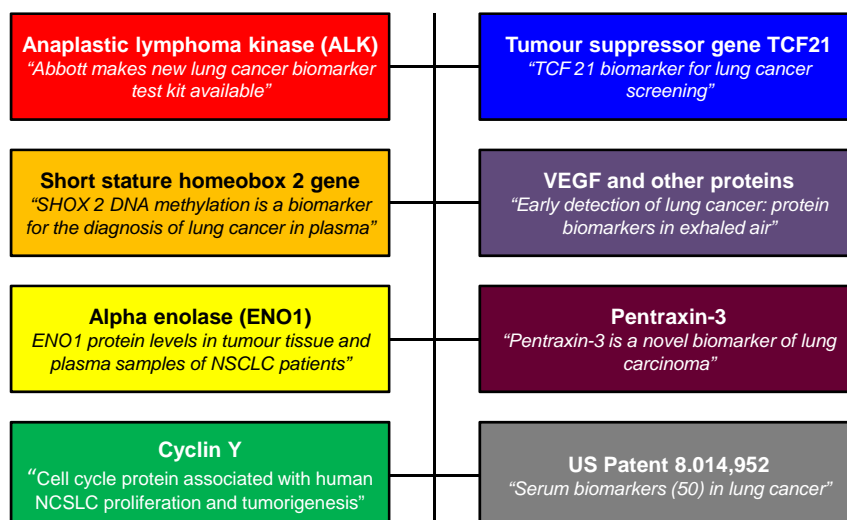 Anaplastic lymphoma kinase (ALK)
“Abbott makes new lung cancer biomarker
test kit available”
Tumour suppressor gene TCF21
“TCF 21 biomarker for lung cancer
screening”
Short stature homeobox 2 gene
“SHOX 2 DNA methylation is a biomarker
for the diagnosis of lung cancer in plasma”
VEGF and other proteins
“Early detection of lung cancer: protein
biomarkers in exhaled air”
Alpha enolase (ENO1)
ENO1 protein levels in tumour tissue and
plasma samples of NSCLC patients”
Pentraxin-3
“Pentraxin-3 is a novel biomarker of lung
carcinoma”
Cyclin Y
“Cell cycle protein associated with human
NCSLC proliferation and tumorigenesis”
US Patent 8.014,952
“Serum biomarkers (50) in lung cancer”